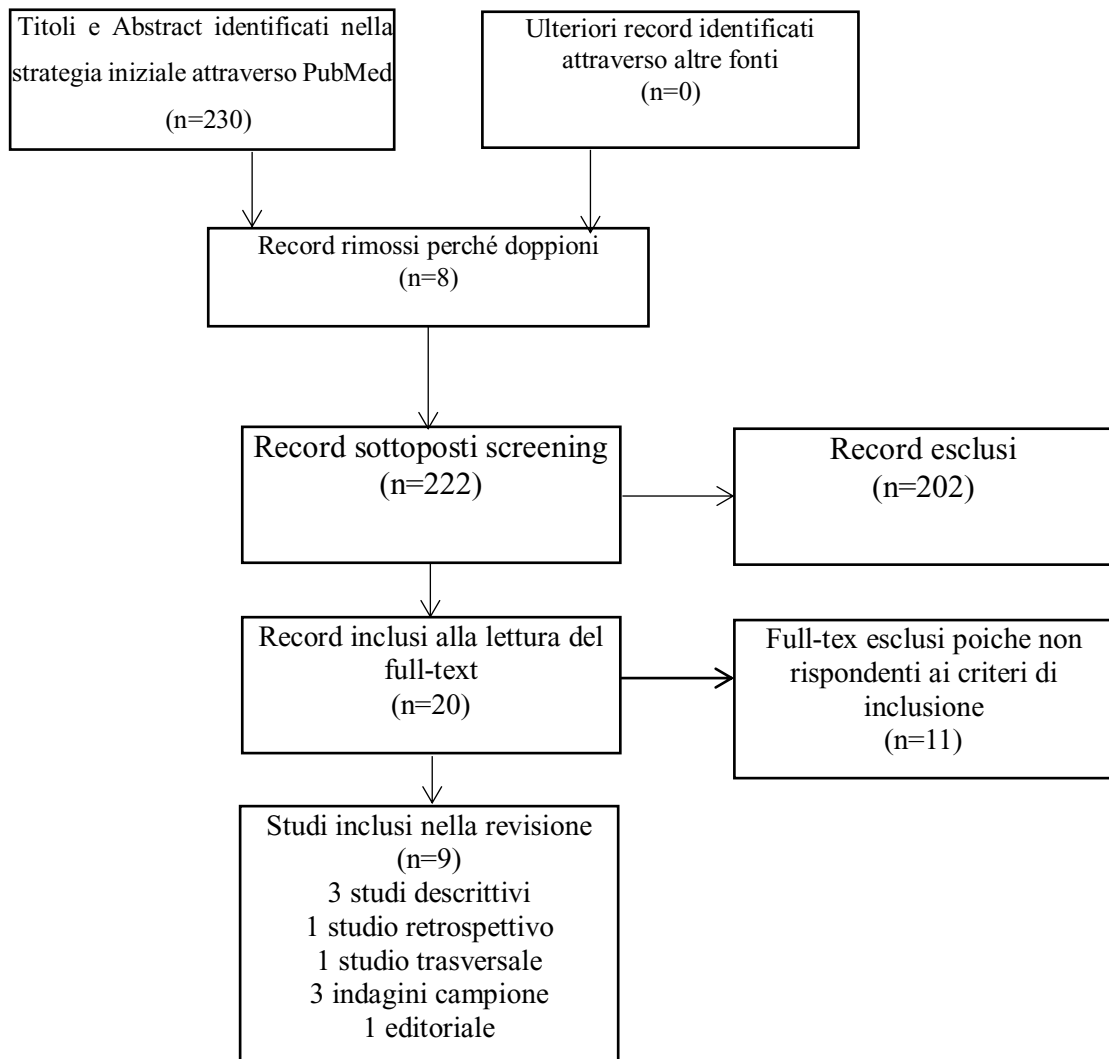 Titoli e Abstract identificati nella
strategia iniziale attraverso PubMed
(n=230)
Ulteriori record identificati
attraverso altre fonti
(n=0)
Record rimossi perché doppioni
(n=8)
Record sottoposti screening
(n=222)
Record esclusi
(n=202)
Record inclusi alla lettura del
full-text
(n=20)
Full-tex esclusi poiche non
rispondenti ai criteri di
inclusione
(n=11)
Studi inclusi nella revisione
(n=9)
3 studi descrittivi
1 studio retrospettivo
1 studio trasversale
3 indagini campione
1 editoriale